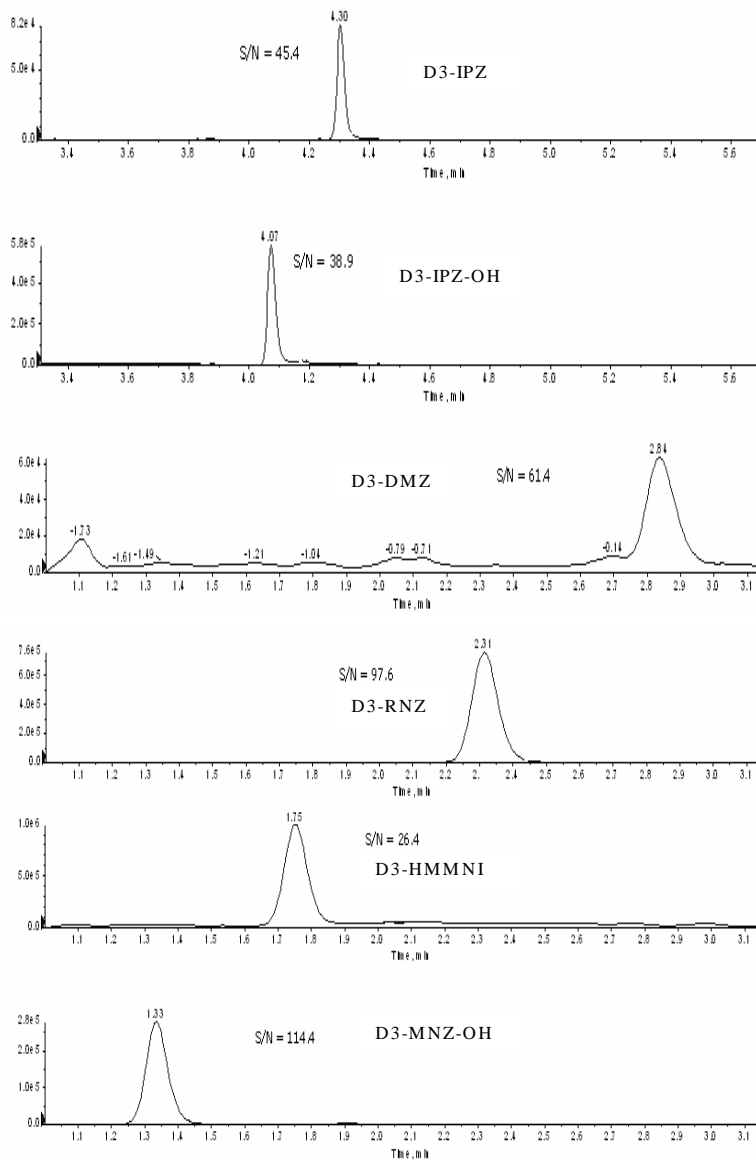 4.30
8.2e4
S/N = 45.4
D3-IPZ
5.0e4
0.0
3.4 3.6 3.8 4.0 4.2 4.4 4.6 4.8 5.0 5.2 5.4 5.6
Time, min
4.07
5.8e5
S/N = 38.9
D3-IPZ-OH
4.0e5
2.0e5
0.0
3.4 3.6 3.8 4.0 4.2 4.4 4.6 4.8 5.0 5.2 5.4 5.6
Time, min
2.84
6.0e4
D3-DMZ
S/N = 61.4
4.0e4
2.0e4
-1.73
-1.61 -1.49 -1.21 -1.04 -0.79 -0.71 -0.14
0.0
1.1 1.2 1.3 1.4 1.5 1.6 1.7 1.8 1.9 2.0 2.1 2.2 2.3 2.4 2.5 2.6 2.7 2.8 2.9 3.0 3.1
Time, min
2.31
7.6e5
S/N = 97.6
D3-RNZ
6.0e5
4.0e5
2.0e5
0.0
1.1 1.2 1.3 1.4 1.5 1.6 1.7 1.8 1.9 2.0 2.1 2.2 2.3 2.4 2.5 2.6 2.7 2.8 2.9 3.0 3.1
Time, min
1.75
1.0e6
S/N = 26.4
D3-HMMNI
5.0e5
0.0
1.1 1.2 1.3 1.4 1.5 1.6 1.7 1.8 1.9 2.0 2.1 2.2 2.3 2.4 2.5 2.6 2.7 2.8 2.9 3.0 3.1
Time, min
1.33
2.8e5
S/N = 114.4
D3-MNZ-OH
2.0e5
1.0e5
0.0
1.1 1.2 1.3 1.4 1.5 1.6 1.7 1.8 1.9 2.0 2.1 2.2 2.3 2.4 2.5 2.6 2.7 2.8 2.9 3.0 3.1
Time, min